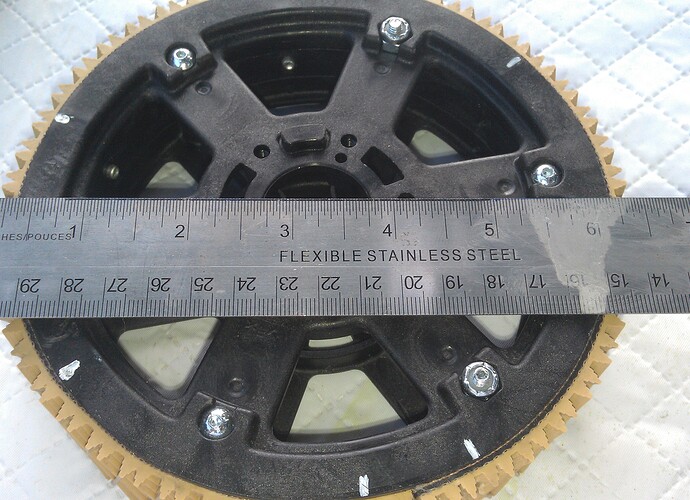 HES/POUCES 1 2 3 4 5 6
FLEXIBLE STAINLESS STEEL
29 28 27 26 25 24 23 22 21 20 19 18 17 16 15 14